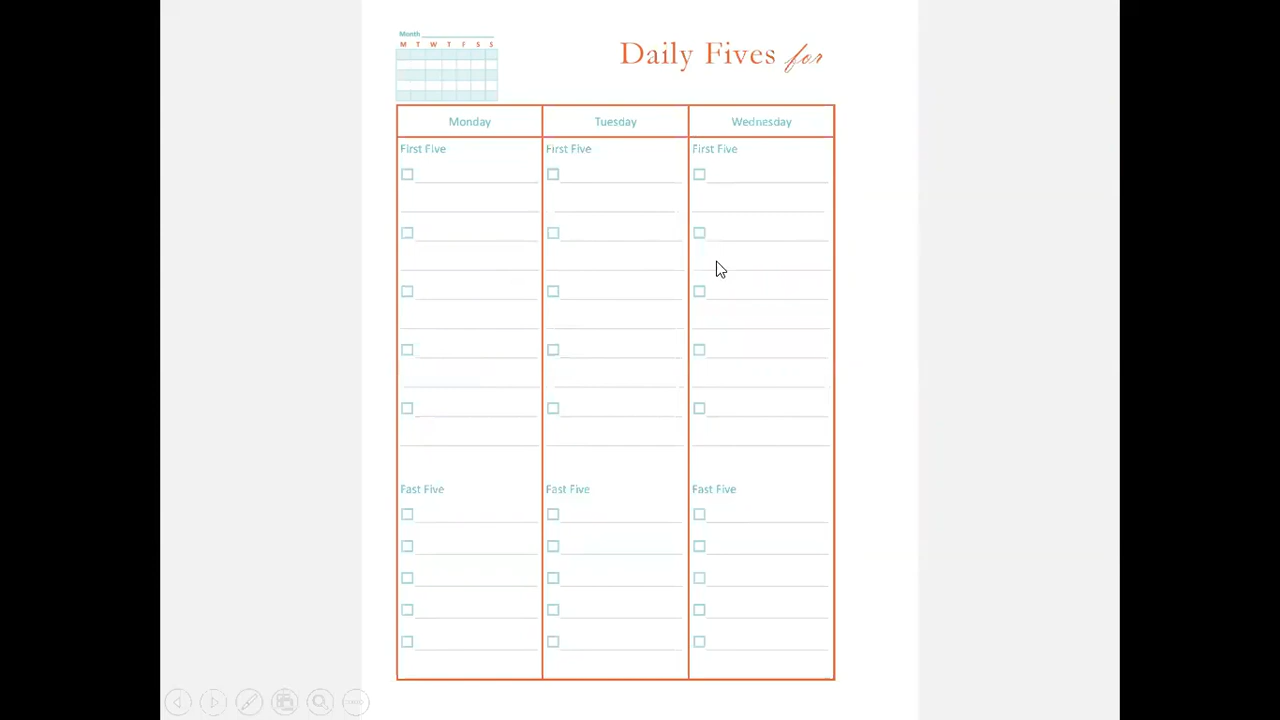 Month
M T W T F S S
Daily Fives for
Monday Tuesday Wednesday
First Five First Five First Five
Fast Five Fast Five Fast Five